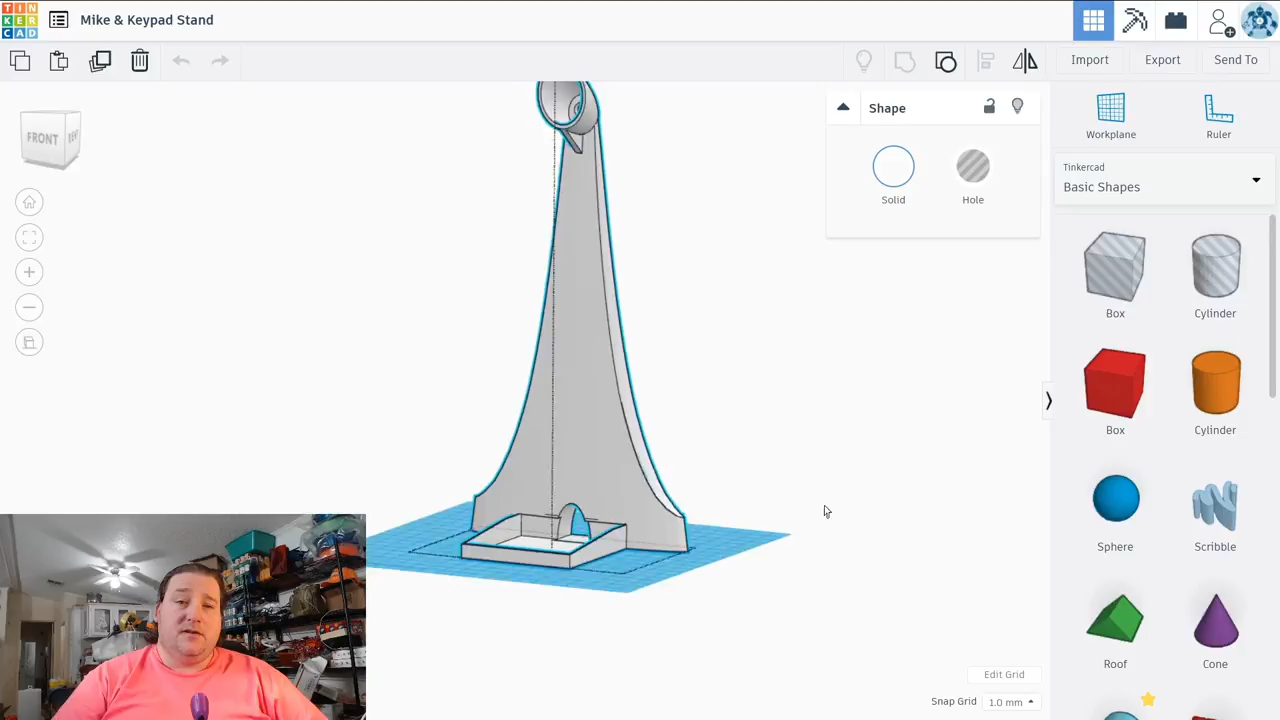 TIN
KER
CAD
Mike & Keypad Stand
Import
Export
Send To
FRONT
Shape
Solid
Hole
Workplane
Ruler
Tinkercad
Basic Shapes
Box
Cylinder
Box
Cylinder
Sphere
Scribble
Roof
Cone
Edit Grid
Snap Grid
1.0 mm